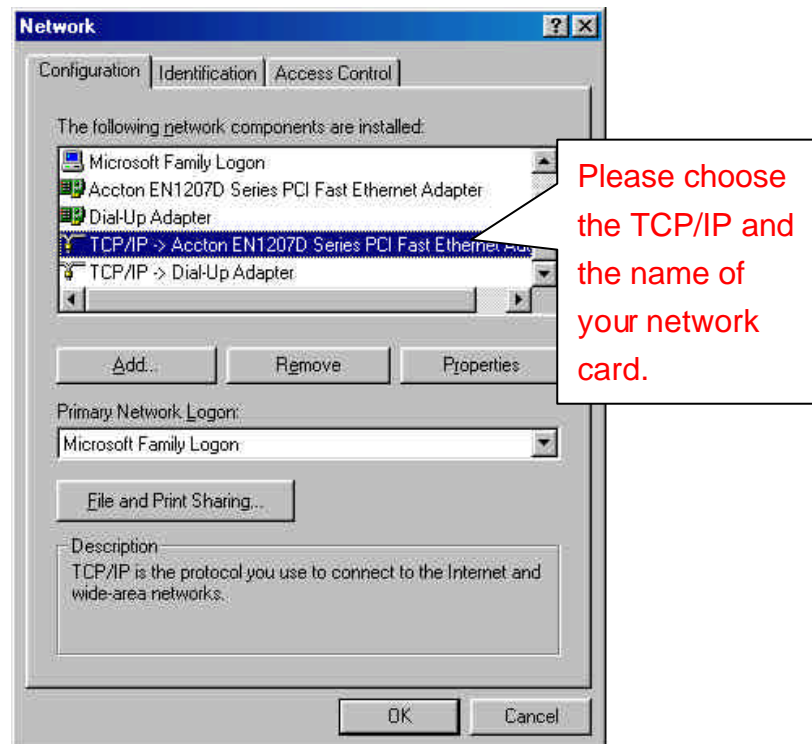 Network
Configuration Identification Access Control
The following network components are installed:
Microsoft Family Logon
Accton EN1207D Series PCI Fast Ethernet Adapter
Dial-Up Adapter
TCP/IP -> Accton EN1207D Series PCI Fast Ethernet
TCP/IP -> Dial-Up Adapter
Please choose
the TCP/IP and
the name of
your network
card.
Add... Remove Properties
Primary Network Logon:
Microsoft Family Logon
File and Print Sharing...
Description
TCP/IP is the protocol you use to connect to the Internet and
wide-area networks.
OK Cancel